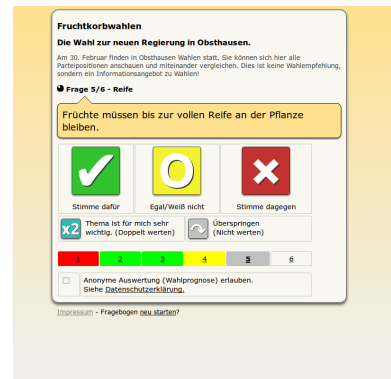 Fruchtkorbwahlen
Die Wahl zur neuen Regierung in Obsthausen.
Am 30. Februar finden in Obsthausen Wahlen statt. Sie können sich hier alle
Parteipositionen anschauen und miteinander vergleichen. Dies ist keine Wahlempfehlung,
sondern ein Informationsangebot zu Wahlen!
Frage 5/6 - Reife
Früchte müssen bis zur vollen Reife an der Pflanze
bleiben.
O
Stimme dafür Egal/Weiß nicht Stimme dagegen
x2 Thema ist für mich sehr
wichtig. (Doppelt werten)
Überspringen
(Nicht werten)
1 2 3 4 5 6
Anonyme Auswertung (Wahlprognose) erlauben.
Siehe Datenschutzerklärung.
Impressum - Fragebogen neu starten?